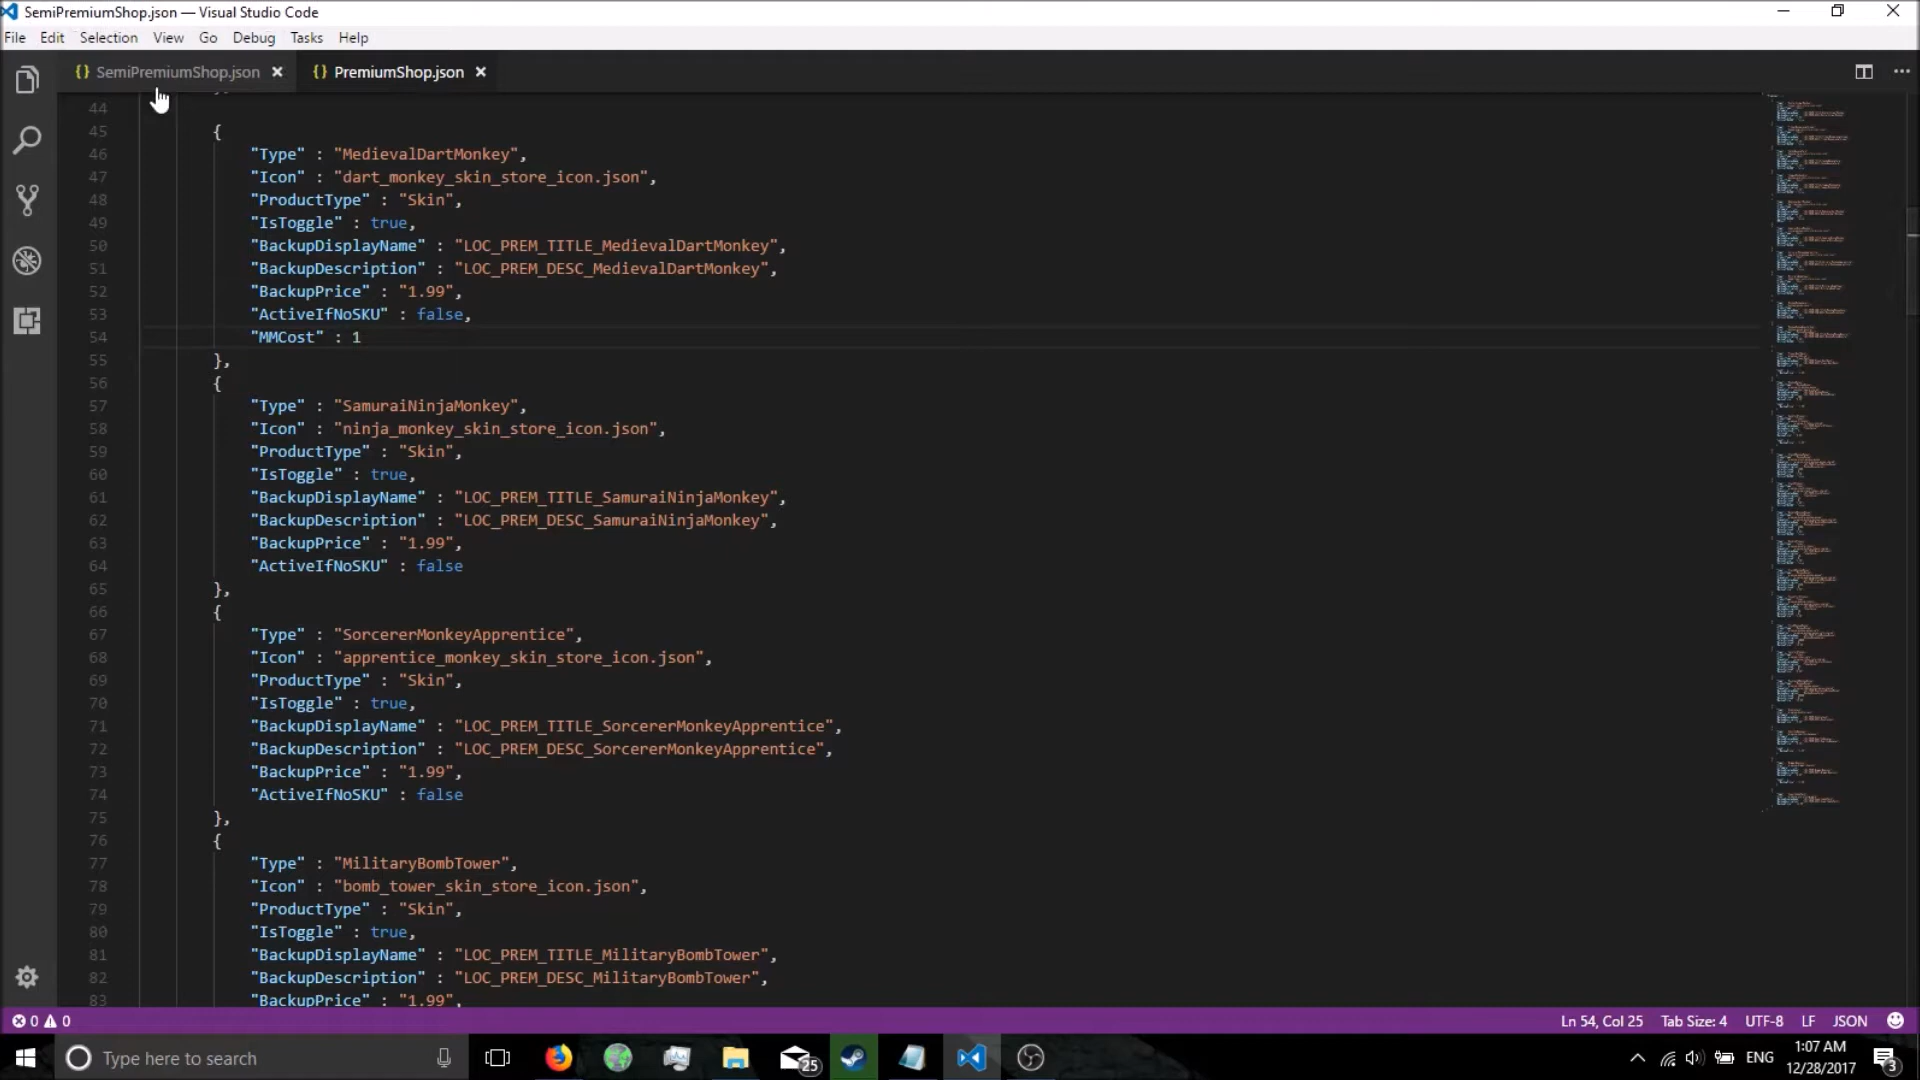 SemiPremiumShop.json — Visual Studio Code
File Edit Selection View Go Debug Tasks Help
{} SemiPremiumShop.json × {} PremiumShop.json × ...
44
45 {
46 "Type" : "MedievalDartMonkey",
47 "Icon" : "dart_monkey_skin_store_icon.json",
48 "ProductType" : "Skin",
49 "IsToggle" : true,
50 "BackupDisplayName" : "LOC_PREM_TITLE_MedievalDartMonkey",
51 "BackupDescription" : "LOC_PREM_DESC_MedievalDartMonkey",
52 "BackupPrice" : "1.99",
53 "ActiveIfNoSKU" : false,
54 "MMCost" : 1
55 },
56 {
57 "Type" : "SamuraiNinjaMonkey",
58 "Icon" : "ninja_monkey_skin_store_icon.json",
59 "ProductType" : "Skin",
60 "IsToggle" : true,
61 "BackupDisplayName" : "LOC_PREM_TITLE_SamuraiNinjaMonkey",
62 "BackupDescription" : "LOC_PREM_DESC_SamuraiNinjaMonkey",
63 "BackupPrice" : "1.99",
64 "ActiveIfNoSKU" : false
65 },
66 {
67 "Type" : "SorcererMonkeyApprentice",
68 "Icon" : "apprentice_monkey_skin_store_icon.json",
69 "ProductType" : "Skin",
70 "IsToggle" : true,
71 "BackupDisplayName" : "LOC_PREM_TITLE_SorcererMonkeyApprentice",
72 "BackupDescription" : "LOC_PREM_DESC_SorcererMonkeyApprentice",
73 "BackupPrice" : "1.99",
74 "ActiveIfNoSKU" : false
75 },
76 {
77 "Type" : "MilitaryBombTower",
78 "Icon" : "bomb_tower_skin_store_icon.json",
79 "ProductType" : "Skin",
80 "IsToggle" : true,
81 "BackupDisplayName" : "LOC_PREM_TITLE_MilitaryBombTower",
82 "BackupDescription" : "LOC_PREM_DESC_MilitaryBombTower",
83 "BackupPrice" : "1.99",
0 0 Ln 54, Col 25 Tab Size: 4 UTF-8 LF JSON
Type here to search 25 ENG 1:07 AM 3
12/28/2017